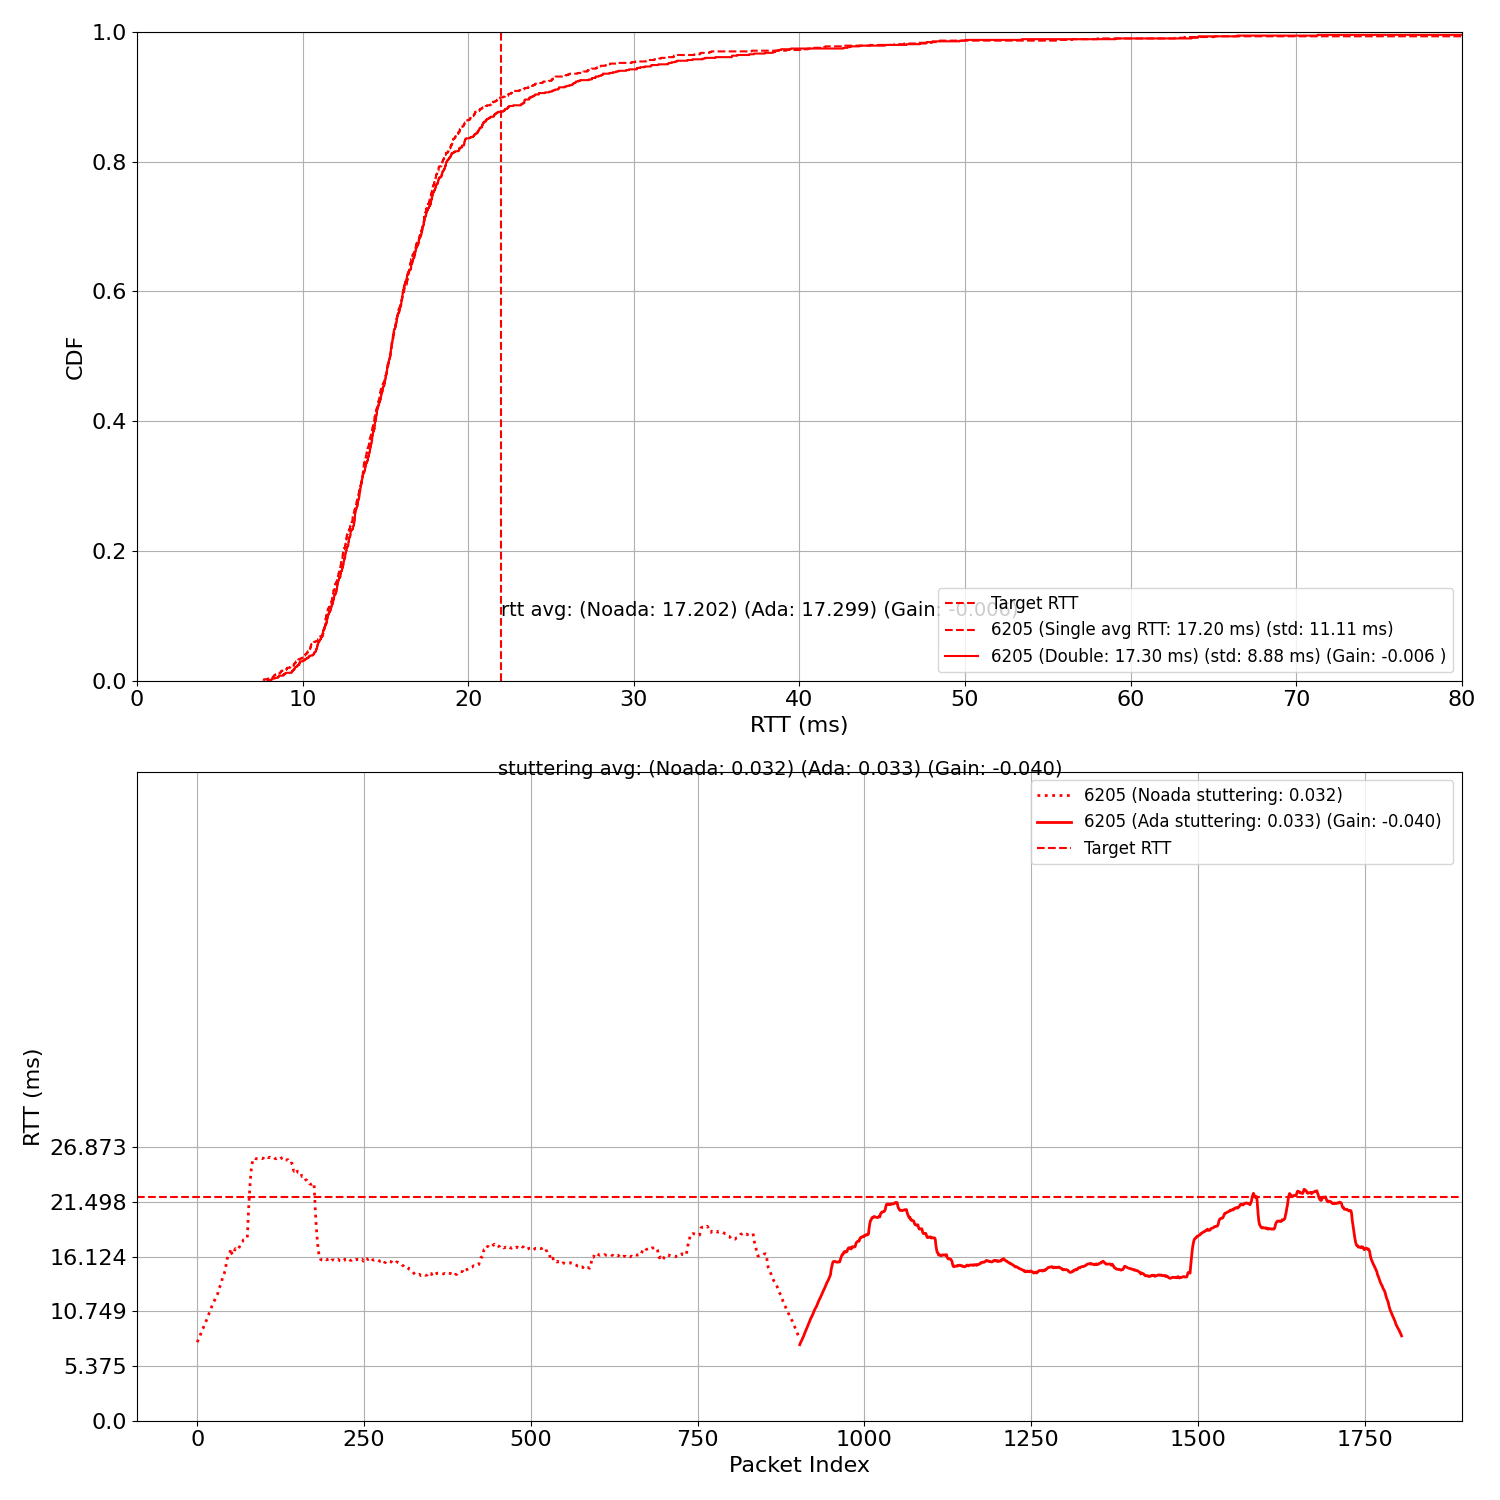 1.0
0.8
0.6
0.4
0.2
0.0
CDF
rtt avg: (Noada: 17.202) (Ada: 17.299) (Gain: -0.006)
Target RTT
6205 (Single avg RTT: 17.20 ms) (std: 11.11 ms)
6205 (Double: 17.30 ms) (std: 8.88 ms) (Gain: -0.006 )
0 10 20 30 40 50 60 70 80
RTT (ms)
stuttering avg: (Noada: 0.032) (Ada: 0.033) (Gain: -0.040)
6205 (Noada stuttering: 0.032)
6205 (Ada stuttering: 0.033) (Gain: -0.040)
Target RTT
RTT (ms)
26.873
21.498
16.124
10.749
5.375
0.0
0 250 500 750 1000 1250 1500 1750
Packet Index